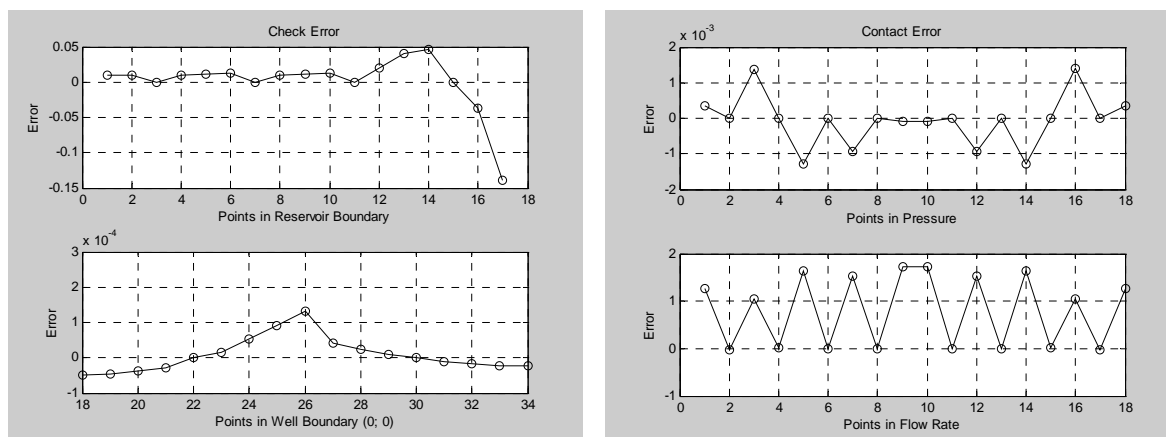 Check Error
0.05
0
-0.05
-0.1
-0.15
Error
0 2 4 6 8 10 12 14 16 18
Points in Reservoir Boundary
x 10^-4
3
2
1
0
-1
Error
18 20 22 24 26 28 30 32 34
Points in Well Boundary (0; 0)
Contact Error
x 10^-3
2
1
0
-1
-2
Error
0 2 4 6 8 10 12 14 16 18
Points in Pressure
2
1
0
-1
Error
0 2 4 6 8 10 12 14 16 18
Points in Flow Rate